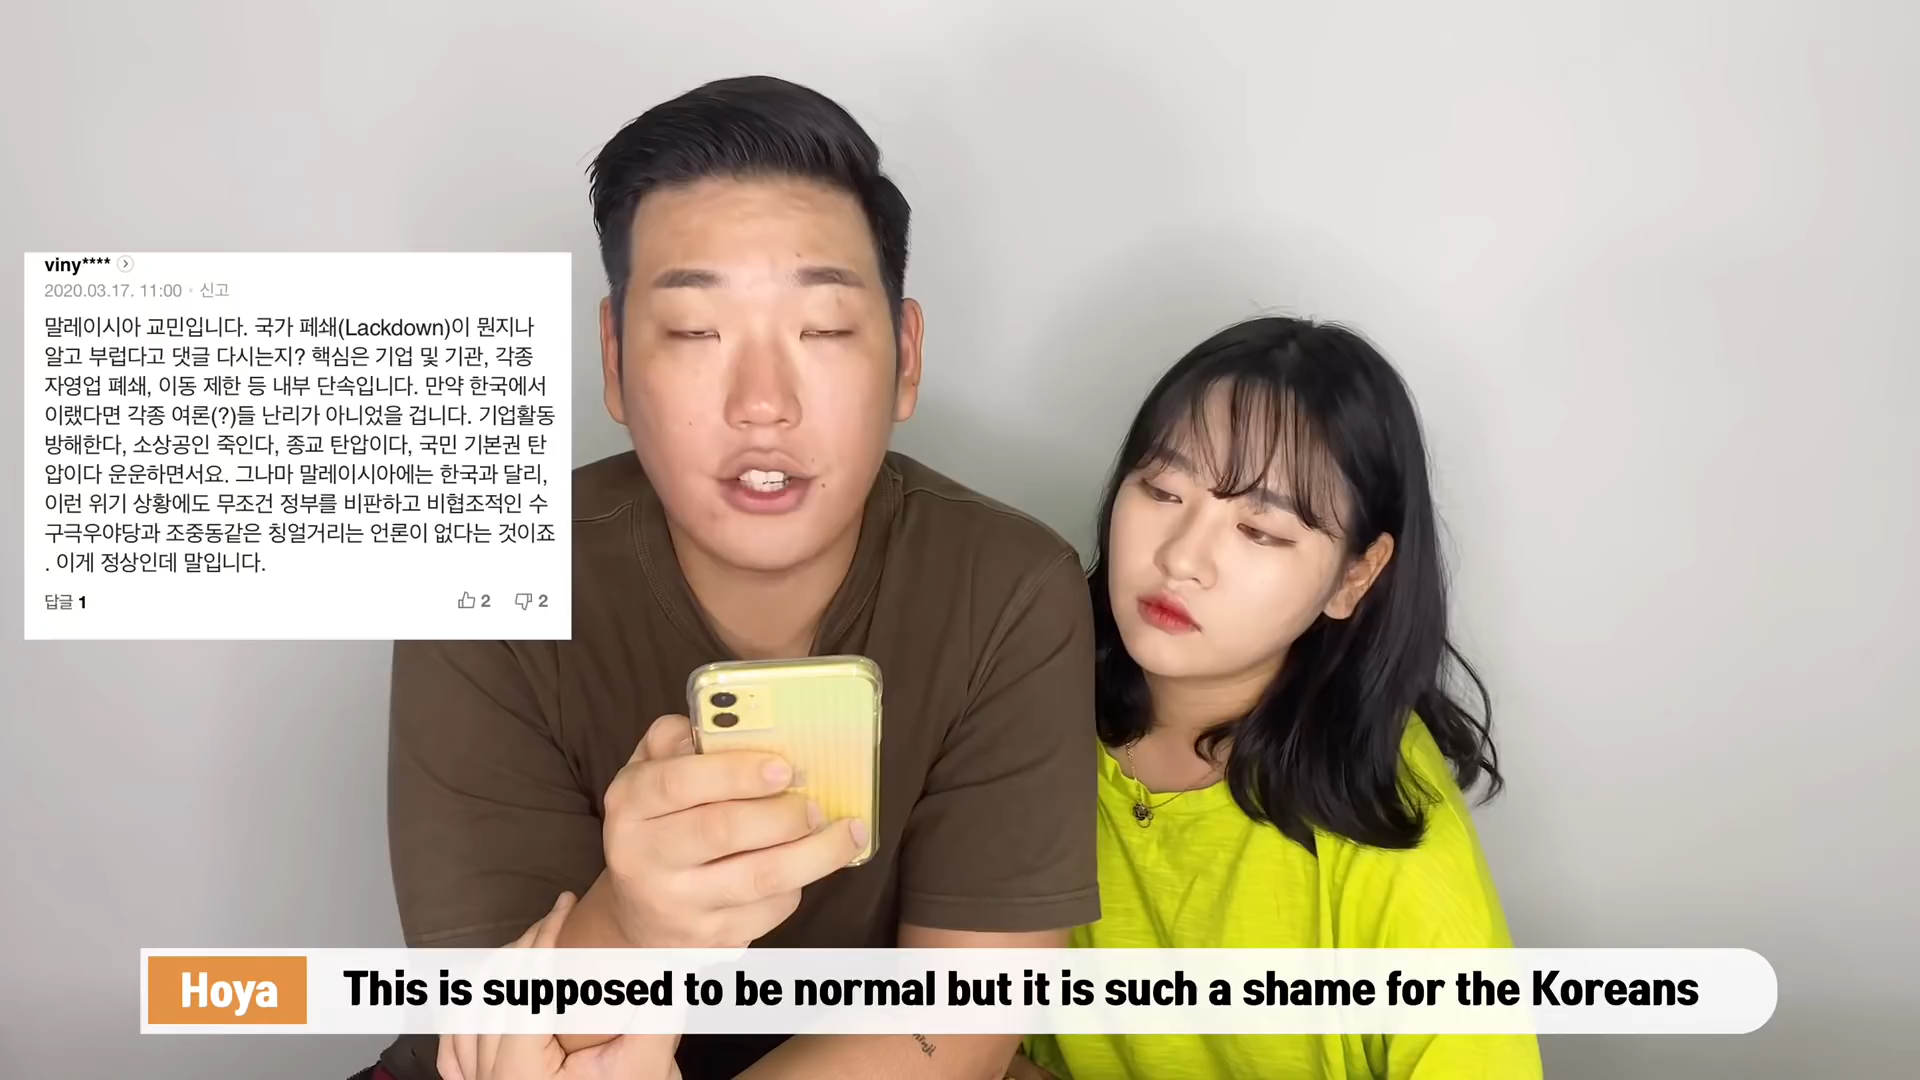 viny****
2020.03.17. 11:00 · 신고
말레이시아 교민입니다. 국가 페쇄(Lackdown)이 뭔지나
알고 부럽다고 댓글 다시는지? 핵심은 기업 및 기관, 각종
자영업 폐쇄, 이동 제한 등 내부 단속입니다. 만약 한국에서
이랬다면 각종 여론(?)들 난리가 아니었을 겁니다. 기업활동
방해한다, 소상공인 죽인다, 종교 탄압이다, 국민 기본권 탄
압이다 운운하면서요. 그나마 말레이시아에는 한국과 달리,
이런 위기 상황에도 무조건 정부를 비판하고 비협조적인 수
구극우야당과 조중동같은 칭얼거리는 언론이 없다는 것이죠
. 이게 정상인데 말입니다.
답글 1
2 2
Hoya This is supposed to be normal but it is such a shame for the Koreans